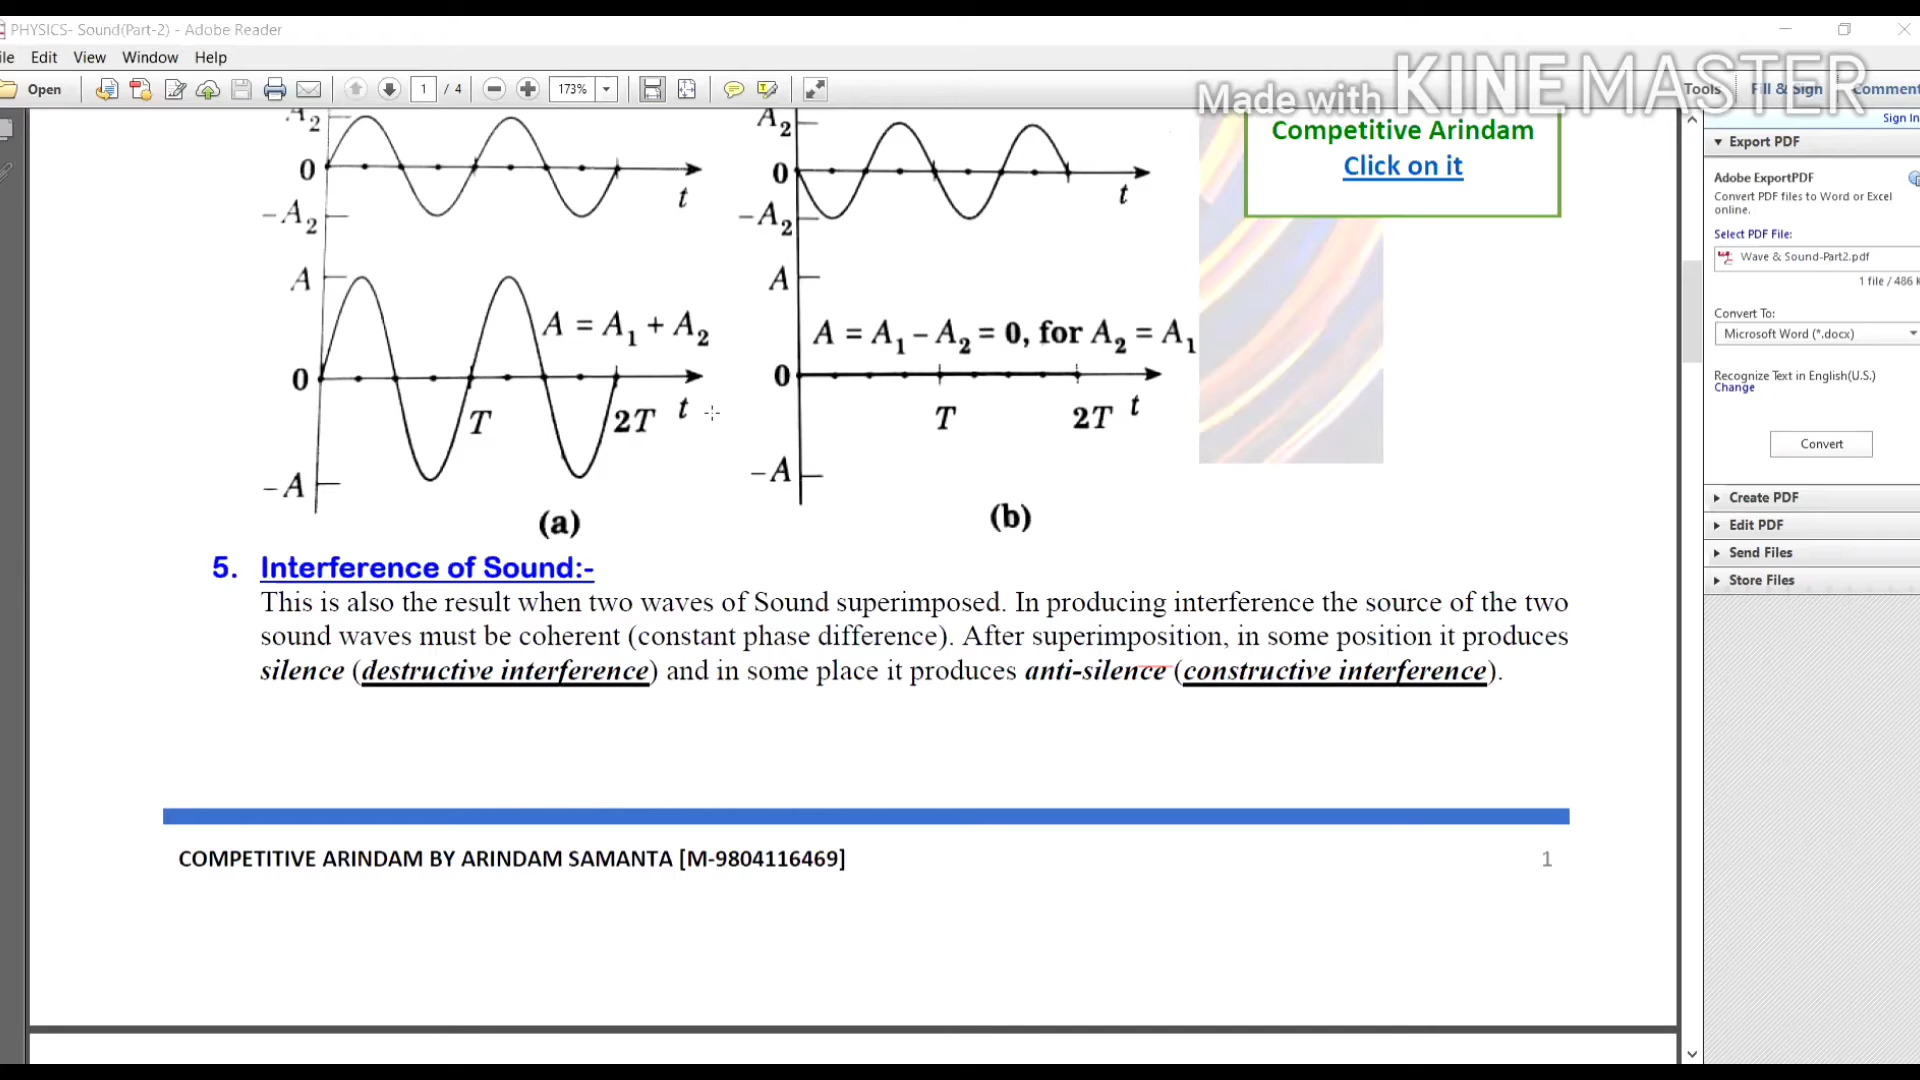 PHYSICS- Sound(Part-2) - Adobe Reader
ile Edit View Window Help
Made with KINEMASTER
Open 1 / 4 173% Tools Fill & Sign Comment
Sign In
A2
0
t
-A2
A
A = A1 + A2
0
T 2T t
-A
(a)
A2
0
t
-A2
A
A = A1 - A2 = 0, for A2 = A1
0
T 2T t
-A
(b)
Competitive Arindam
Click on it
5. Interference of Sound:-
This is also the result when two waves of Sound superimposed. In producing interference the source of the two
sound waves must be coherent (constant phase difference). After superimposition, in some position it produces
silence (destructive interference) and in some place it produces anti-silence (constructive interference).
COMPETITIVE ARINDAM BY ARINDAM SAMANTA [M-9804116469] 1
Export PDF
Adobe ExportPDF
Convert PDF files to Word or Excel
online.
Select PDF File:
Wave & Sound-Part2.pdf
1 file / 486 K
Convert To:
Microsoft Word (*.docx)
Recognize Text in English(U.S.)
Change
Convert
Create PDF
Edit PDF
Send Files
Store Files